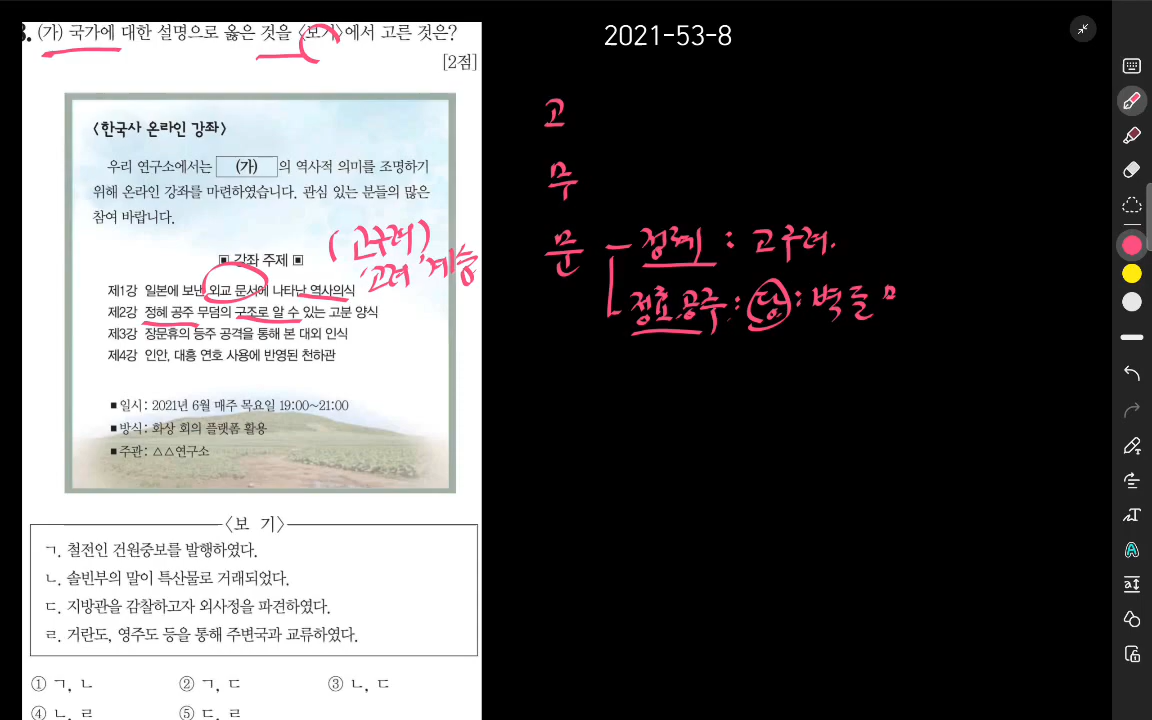 (가) 국가에 대한 설명으로 옳은 것을 〈보기〉에서 고른 것은?
[2점]
〈한국사 온라인 강좌〉
우리 연구소에서는 (가) 의 역사적 의미를 조명하기
위해 온라인 강좌를 마련하였습니다. 관심 있는 분들의 많은
참여 바랍니다.
(고구려)
▣ 강좌 주제 ▣
고려 계승
제1강 일본에 보낸 외교 문서에 나타난 역사의식
제2강 정혜 공주 무덤의 구조로 알 수 있는 고분 양식
제3강 장문휴의 등주 공격을 통해 본 대외 인식
제4강 인안, 대흥 연호 사용에 반영된 천하관
■ 일시: 2021년 6월 매주 목요일 19:00~21:00
■ 방식: 화상 회의 플랫폼 활용
■ 주관: △△연구소
〈보 기〉
ㄱ. 철전인 건원중보를 발행하였다.
ㄴ. 솔빈부의 말이 특산물로 거래되었다.
ㄷ. 지방관을 감찰하고자 외사정을 파견하였다.
ㄹ. 거란도, 영주도 등을 통해 주변국과 교류하였다.
① ㄱ, ㄴ ② ㄱ, ㄷ ③ ㄴ, ㄷ
④ ㄴ, ㄹ ⑤ ㄷ, ㄹ
2021-53-8
고
무
문 정혜 : 고구려.
정효공주 : 당 : 벽돌 ㅁ